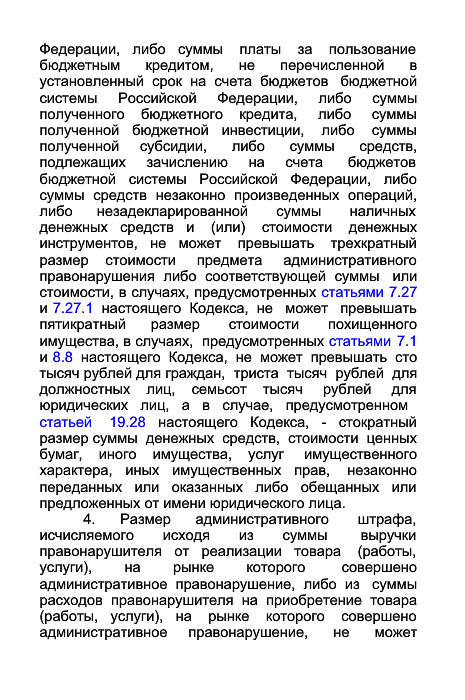 Федерации, либо суммы платы за пользование
бюджетным кредитом, не перечисленной в
установленный срок на счета бюджетов бюджетной
системы Российской Федерации, либо суммы
полученного бюджетного кредита, либо суммы
полученной бюджетной инвестиции, либо суммы
полученной субсидии, либо суммы средств,
подлежащих зачислению на счета бюджетов
бюджетной системы Российской Федерации, либо
суммы средств незаконно произведенных операций,
либо незадекларированной суммы наличных
денежных средств и (или) стоимости денежных
инструментов, не может превышать трехкратный
размер стоимости предмета административного
правонарушения либо соответствующей суммы или
стоимости, в случаях, предусмотренных статьями 7.27
и 7.27.1 настоящего Кодекса, не может превышать
пятикратный размер стоимости похищенного
имущества, в случаях, предусмотренных статьями 7.1
и 8.8 настоящего Кодекса, не может превышать сто
тысяч рублей для граждан, триста тысяч рублей для
должностных лиц, семьсот тысяч рублей для
юридических лиц, а в случае, предусмотренном
статьей 19.28 настоящего Кодекса, - стократный
размер суммы денежных средств, стоимости ценных
бумаг, иного имущества, услуг имущественного
характера, иных имущественных прав, незаконно
переданных или оказанных либо обещанных или
предложенных от имени юридического лица.
4. Размер административного штрафа,
исчисляемого исходя из суммы выручки
правонарушителя от реализации товара (работы,
услуги), на рынке которого совершено
административное правонарушение, либо из суммы
расходов правонарушителя на приобретение товара
(работы, услуги), на рынке которого совершено
административное правонарушение, не может